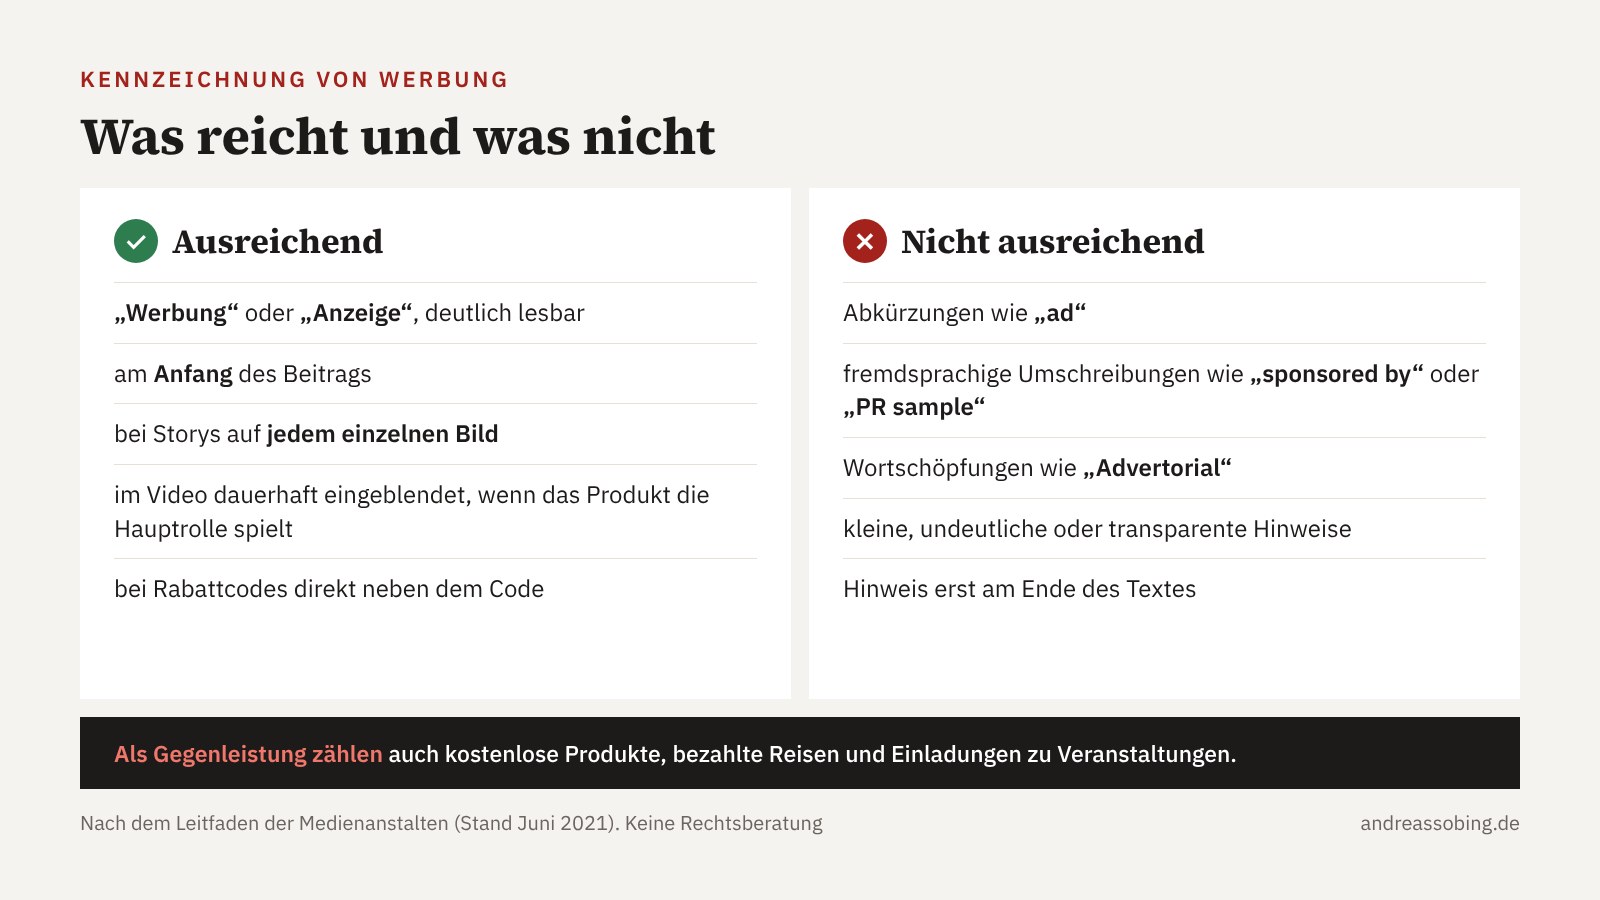 KENNZEICHNUNG VON WERBUNG
Was reicht und was nicht
Ausreichend
„Werbung“ oder „Anzeige“, deutlich lesbar
am Anfang des Beitrags
bei Storys auf jedem einzelnen Bild
im Video dauerhaft eingeblendet, wenn das Produkt die
Hauptrolle spielt
bei Rabattcodes direkt neben dem Code
Nicht ausreichend
Abkürzungen wie „ad“
fremdsprachige Umschreibungen wie „sponsored by“ oder
„PR sample“
Wortschöpfungen wie „Advertorial“
kleine, undeutliche oder transparente Hinweise
Hinweis erst am Ende des Textes
Als Gegenleistung zählen auch kostenlose Produkte, bezahlte Reisen und Einladungen zu Veranstaltungen.
Nach dem Leitfaden der Medienanstalten (Stand Juni 2021). Keine Rechtsberatung
andreassobing.de